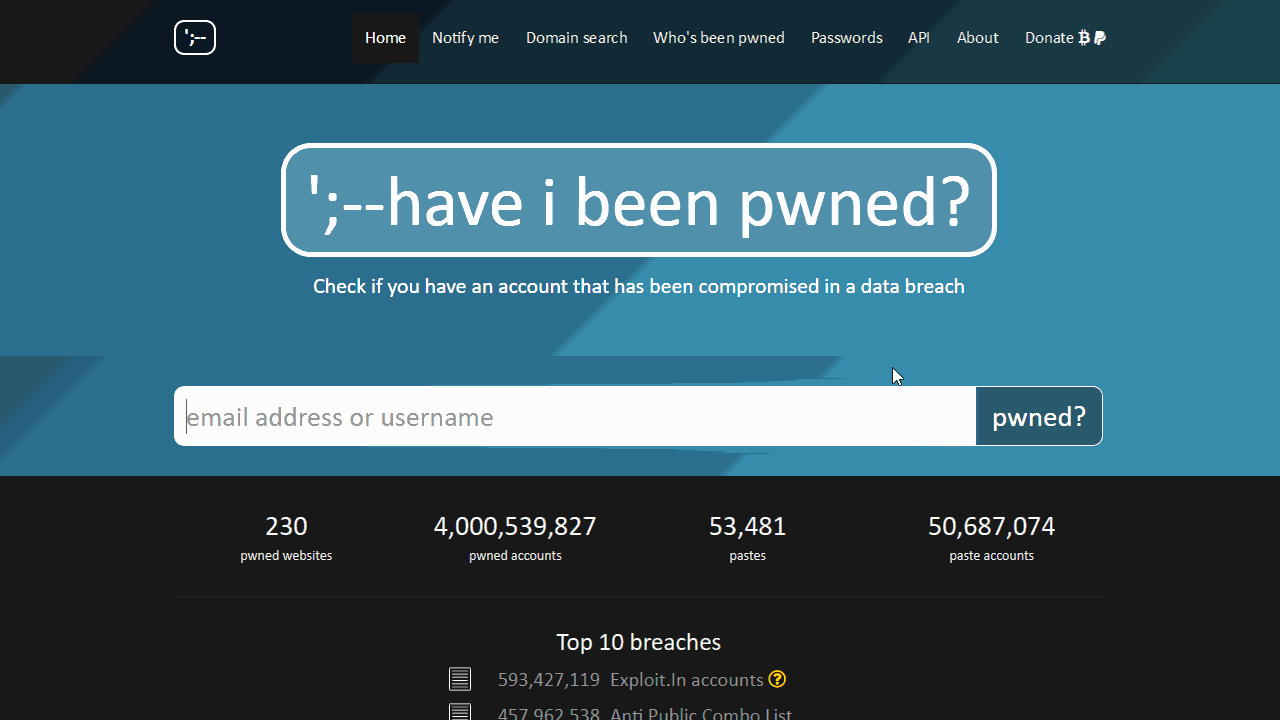 ';--
Home Notify me Domain search Who's been pwned Passwords API About Donate
';--have i been pwned?
Check if you have an account that has been compromised in a data breach
email address or username
pwned?
230 4,000,539,827 53,481 50,687,074
pwned websites pwned accounts pastes paste accounts
Top 10 breaches
593,427,119 Exploit.In accounts ?
457,962,538 Anti Public Combo List